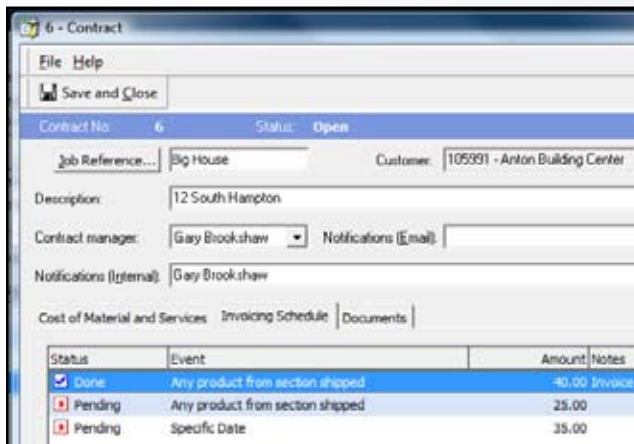 6 - Contract
File Help
Save and Close
Contract No: 6 Status: Open
Job Reference... Big House Customer: 105991 - Anton Building Center
Description: 12 South Hampton
Contract manager: Gary Brookshaw Notifications (Email):
Notifications (Internal): Gary Brookshaw
Cost of Material and Services Invoicing Schedule Documents
Status Event Amount Notes
Done Any product from section shipped 40.00 Invoice
Pending Any product from section shipped 25.00
Pending Specific Date 35.00